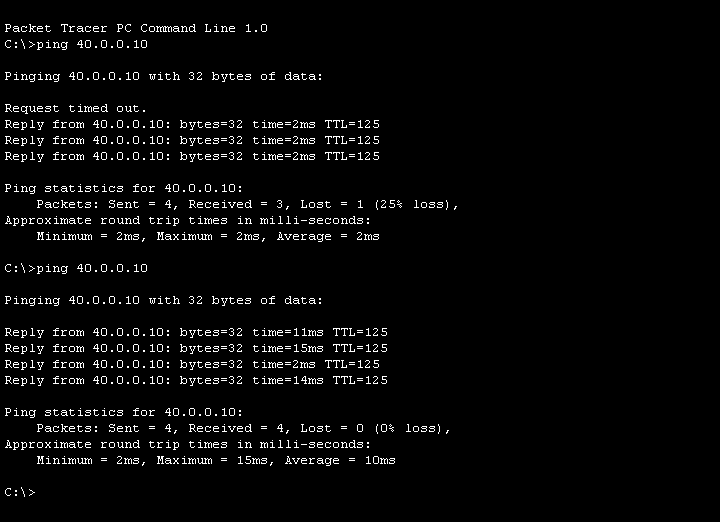 Packet Tracer PC Command Line 1.0
C:\>ping 40.0.0.10
Pinging 40.0.0.10 with 32 bytes of data:
Request timed out.
Reply from 40.0.0.10: bytes=32 time=2ms TTL=125
Reply from 40.0.0.10: bytes=32 time=2ms TTL=125
Reply from 40.0.0.10: bytes=32 time=2ms TTL=125
Ping statistics for 40.0.0.10:
Packets: Sent = 4, Received = 3, Lost = 1 (25% loss),
Approximate round trip times in milli-seconds:
Minimum = 2ms, Maximum = 2ms, Average = 2ms
C:\>ping 40.0.0.10
Pinging 40.0.0.10 with 32 bytes of data:
Reply from 40.0.0.10: bytes=32 time=11ms TTL=125
Reply from 40.0.0.10: bytes=32 time=15ms TTL=125
Reply from 40.0.0.10: bytes=32 time=2ms TTL=125
Reply from 40.0.0.10: bytes=32 time=14ms TTL=125
Ping statistics for 40.0.0.10:
Packets: Sent = 4, Received = 4, Lost = 0 (0% loss),
Approximate round trip times in milli-seconds:
Minimum = 2ms, Maximum = 15ms, Average = 10ms
C:\>